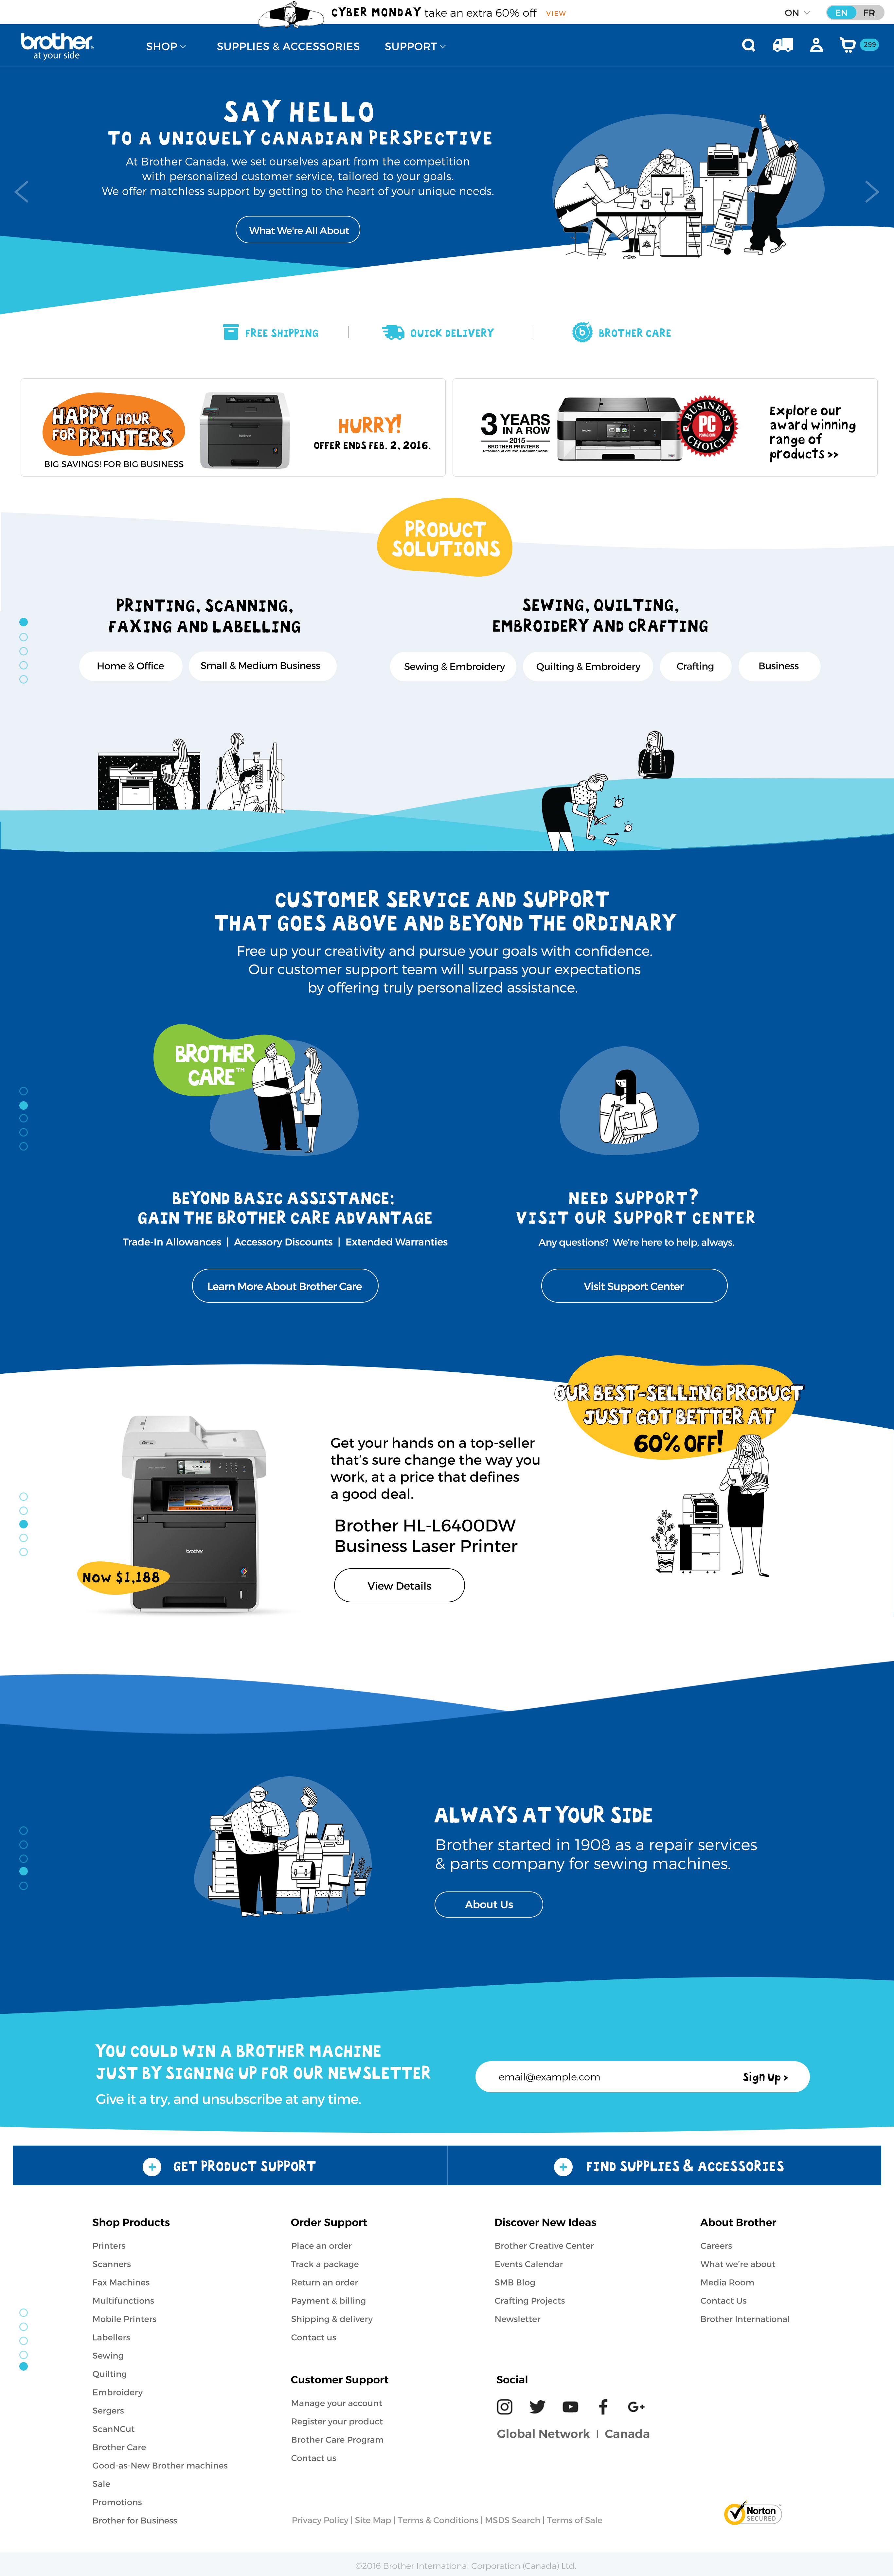 CYBER MONDAY take an extra 60% off VIEW
ON
EN FR
brother
at your side
SHOP
SUPPLIES & ACCESSORIES
SUPPORT
299
SAY HELLO
TO A UNIQUELY CANADIAN PERSPECTIVE
At Brother Canada, we set ourselves apart from the competition
with personalized customer service, tailored to your goals.
We offer matchless support by getting to the heart of your unique needs.
What We're All About
FREE SHIPPING
QUICK DELIVERY
BROTHER CARE
HAPPY HOUR
FOR PRINTERS
BIG SAVINGS! FOR BIG BUSINESS
HURRY!
OFFER ENDS FEB. 2, 2016.
3 YEARS
IN A ROW
2015
BROTHER PRINTERS
BUSINESS
PC
CHOICE
Explore our
award winning
range of
products >>
PRODUCT
SOLUTIONS
PRINTING, SCANNING,
FAXING AND LABELLING
Home & Office
Small & Medium Business
SEWING, QUILTING,
EMBROIDERY AND CRAFTING
Sewing & Embroidery
Quilting & Embroidery
Crafting
Business
CUSTOMER SERVICE AND SUPPORT
THAT GOES ABOVE AND BEYOND THE ORDINARY
Free up your creativity and pursue your goals with confidence.
Our customer support team will surpass your expectations
by offering truly personalized assistance.
BROTHER
CARE™
BEYOND BASIC ASSISTANCE:
GAIN THE BROTHER CARE ADVANTAGE
Trade-In Allowances | Accessory Discounts | Extended Warranties
Learn More About Brother Care
NEED SUPPORT?
VISIT OUR SUPPORT CENTER
Any questions? We're here to help, always.
Visit Support Center
OUR BEST-SELLING PRODUCT
JUST GOT BETTER AT
60% OFF!
Get your hands on a top-seller
that's sure change the way you
work, at a price that defines
a good deal.
Brother HL-L6400DW
Business Laser Printer
View Details
brother
NOW $1,188
ALWAYS AT YOUR SIDE
Brother started in 1908 as a repair services
& parts company for sewing machines.
About Us
YOU COULD WIN A BROTHER MACHINE
JUST BY SIGNING UP FOR OUR NEWSLETTER
Give it a try, and unsubscribe at any time.
email@example.com
Sign Up >
GET PRODUCT SUPPORT
FIND SUPPLIES & ACCESSORIES
Shop Products
Printers
Scanners
Fax Machines
Multifunctions
Mobile Printers
Labellers
Sewing
Quilting
Embroidery
Sergers
ScanNCut
Brother Care
Good-as-New Brother machines
Sale
Promotions
Brother for Business
Order Support
Place an order
Track a package
Return an order
Payment & billing
Shipping & delivery
Contact us
Customer Support
Manage your account
Register your product
Brother Care Program
Contact us
Discover New Ideas
Brother Creative Center
Events Calendar
SMB Blog
Crafting Projects
Newsletter
Social
G+
Global Network | Canada
About Brother
Careers
What we're about
Media Room
Contact Us
Brother International
Privacy Policy | Site Map | Terms & Conditions | MSDS Search | Terms of Sale
Norton
SECURED
©2016 Brother International Corporation (Canada) Ltd.